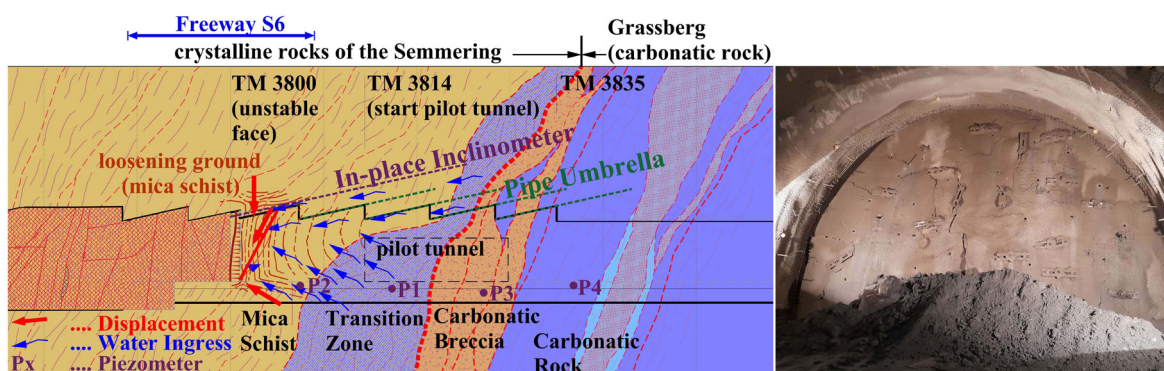 Freeway S6
crystalline rocks of the Semmering
Grassberg
(carbonatic rock)
TM 3800
(unstable
face)
TM 3814
(start pilot tunnel)
TM 3835
loosening ground
(mica schist)
In-place Inclinometer
Pipe Umbrella
pilot tunnel
P2
P1
P3
P4
.... Displacement
.... Water Ingress
Px .... Piezometer
Mica
Schist
Transition
Zone
Carbonatic
Breccia
Carbonatic
Rock